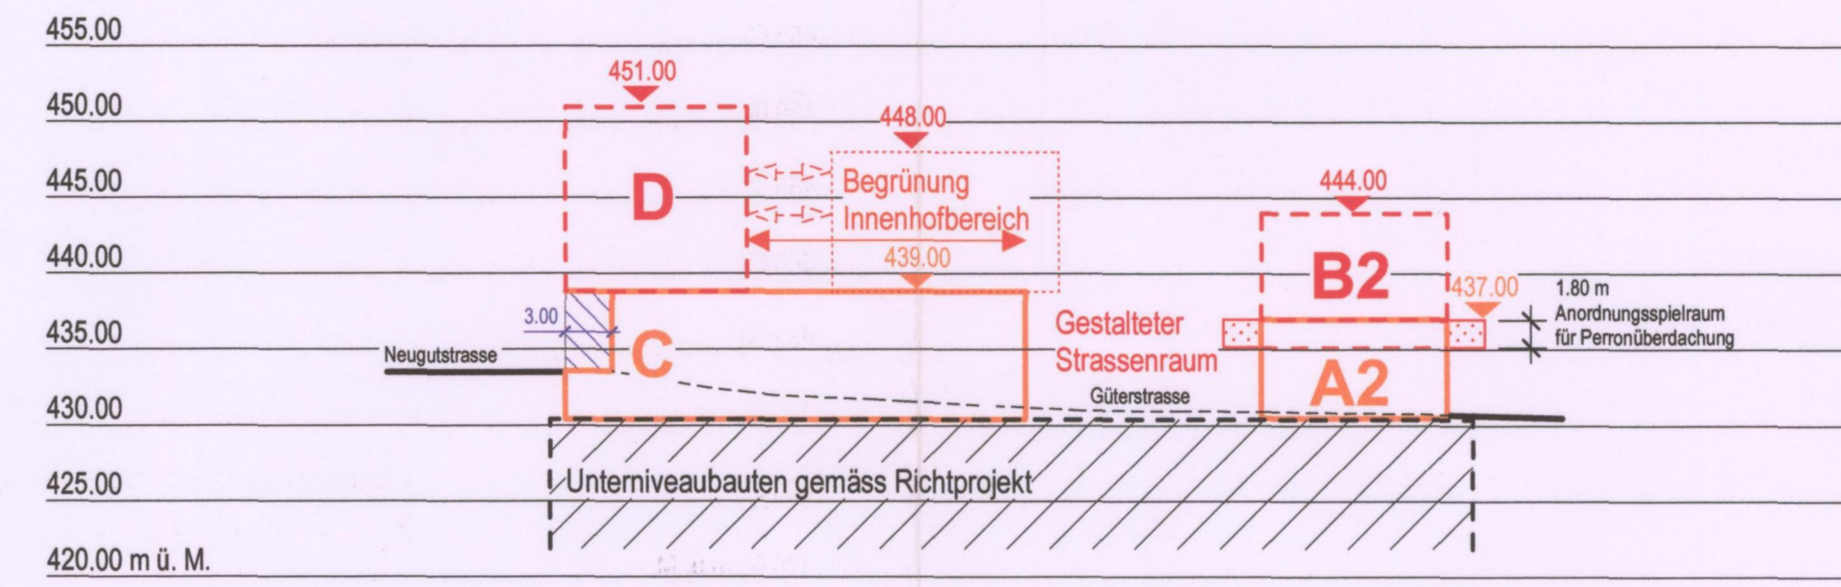 455.00
451.00
450.00
448.00
445.00
D
Begrünung
Innenhofbereich
444.00
440.00
439.00
B2
437.00
1.80 m
Anordnungsspielraum
für Perronüberdachung
3.00
435.00
Neugutstrasse
C
Gestalteter
Strassenraum
A2
Güterstrasse
430.00
425.00
Unterniveaubauten gemäss Richtprojekt
420.00 m ü. M.